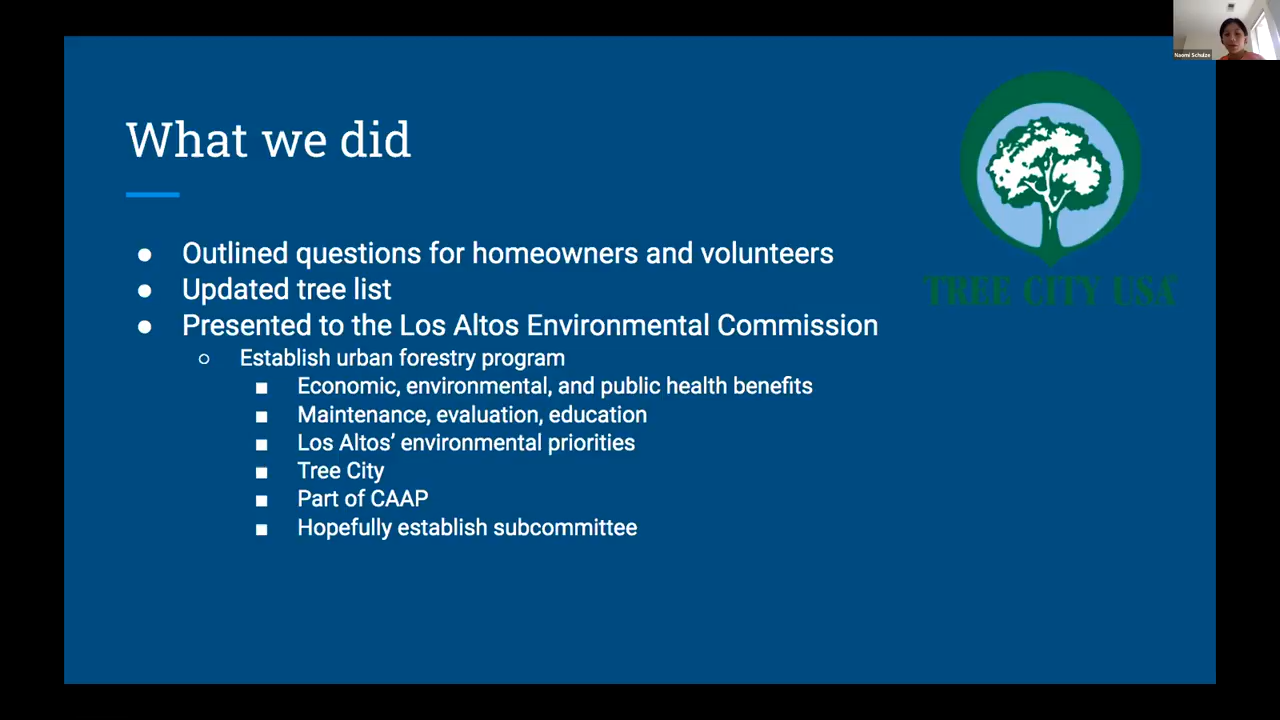 Naomi Schulze
What we did
TREE CITY USA
● Outlined questions for homeowners and volunteers
● Updated tree list
● Presented to the Los Altos Environmental Commission
○ Establish urban forestry program
■ Economic, environmental, and public health benefits
■ Maintenance, evaluation, education
■ Los Altos’ environmental priorities
■ Tree City
■ Part of CAAP
■ Hopefully establish subcommittee